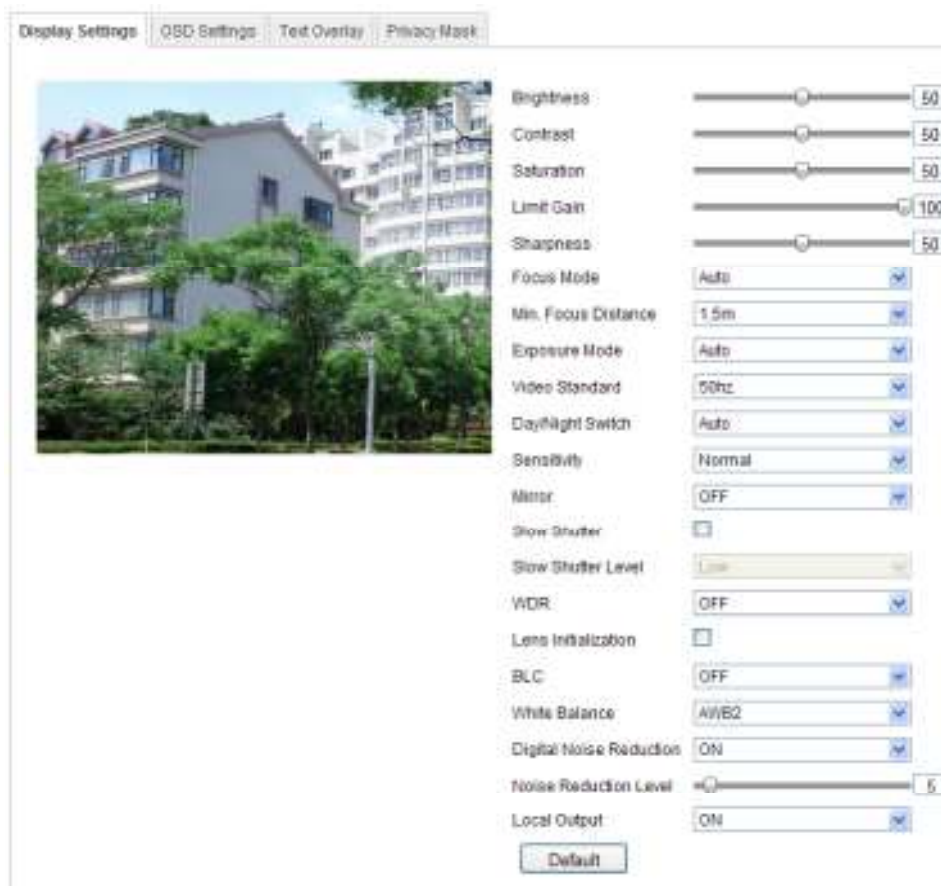 Display Settings OSD Settings Text Overlay Privacy Mask
Brightness 50
Contrast 50
Saturation 50
Limit Gain 100
Sharpness 50
Focus Mode Auto
Min. Focus Distance 1.5m
Exposure Mode Auto
Video Standard 50hz
Day/Night Switch Auto
Sensitivity Normal
Mirror OFF
Slow Shutter
Slow Shutter Level Low
WDR OFF
Lens Initialization
BLC OFF
White Balance AWB2
Digital Noise Reduction ON
Noise Reduction Level 5
Local Output ON
Default